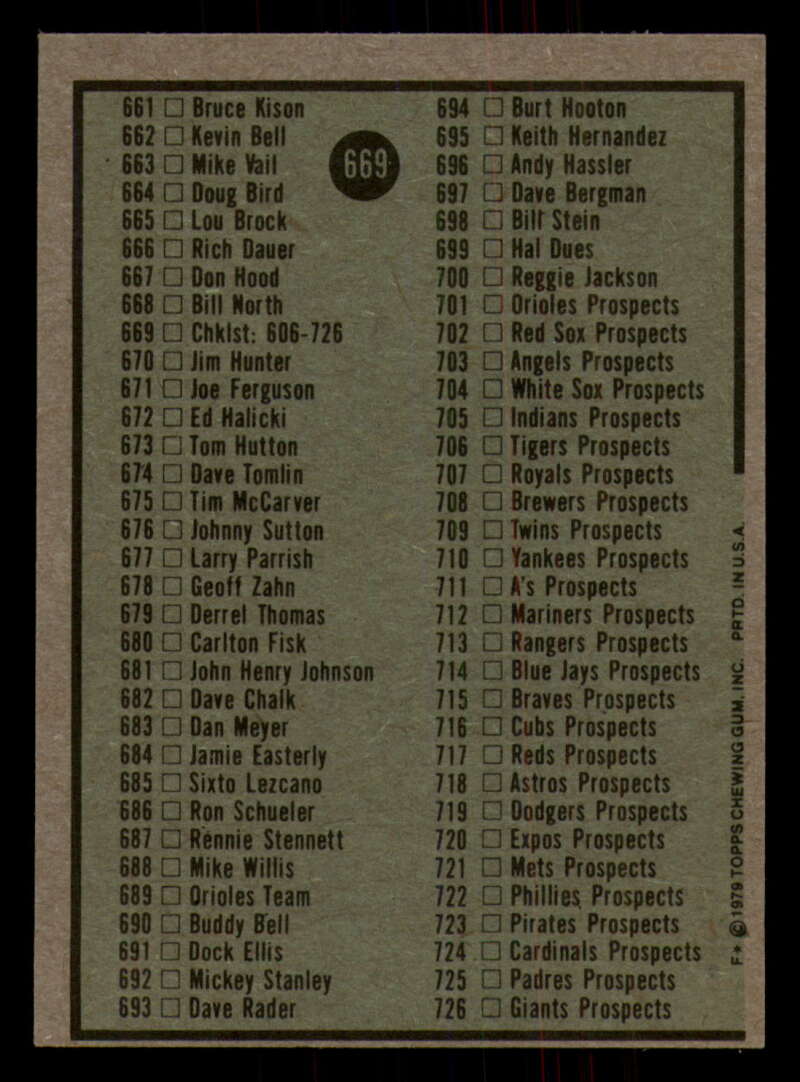 661 □ Bruce Kison
662 □ Kevin Bell
663 □ Mike Vail
664 □ Doug Bird
665 □ Lou Brock
666 □ Rich Dauer
667 □ Don Hood
668 □ Bill North
669 □ Chklst: 606-726
670 □ Jim Hunter
671 □ Joe Ferguson
672 □ Ed Halicki
673 □ Tom Hutton
674 □ Dave Tomlin
675 □ Tim McCarver
676 □ Johnny Sutton
677 □ Larry Parrish
678 □ Geoff Zahn
679 □ Derrel Thomas
680 □ Carlton Fisk
681 □ John Henry Johnson
682 □ Dave Chalk
683 □ Dan Meyer
684 □ Jamie Easterly
685 □ Sixto Lezcano
686 □ Ron Schueler
687 □ Rennie Stennett
688 □ Mike Willis
689 □ Orioles Team
690 □ Buddy Bell
691 □ Dock Ellis
692 □ Mickey Stanley
693 □ Dave Rader
669
694 □ Burt Hooton
695 □ Keith Hernandez
696 □ Andy Hassler
697 □ Dave Bergman
698 □ Bill Stein
699 □ Hal Dues
700 □ Reggie Jackson
701 □ Orioles Prospects
702 □ Red Sox Prospects
703 □ Angels Prospects
704 □ White Sox Prospects
705 □ Indians Prospects
706 □ Tigers Prospects
707 □ Royals Prospects
708 □ Brewers Prospects
709 □ Twins Prospects
710 □ Yankees Prospects
711 □ A's Prospects
712 □ Mariners Prospects
713 □ Rangers Prospects
714 □ Blue Jays Prospects
715 □ Braves Prospects
716 □ Cubs Prospects
717 □ Reds Prospects
718 □ Astros Prospects
719 □ Dodgers Prospects
720 □ Expos Prospects
721 □ Mets Prospects
722 □ Phillies Prospects
723 □ Pirates Prospects
724 □ Cardinals Prospects
725 □ Padres Prospects
726 □ Giants Prospects
F* © 1979 TOPPS CHEWING GUM, INC. PRTD. IN U.S.A.